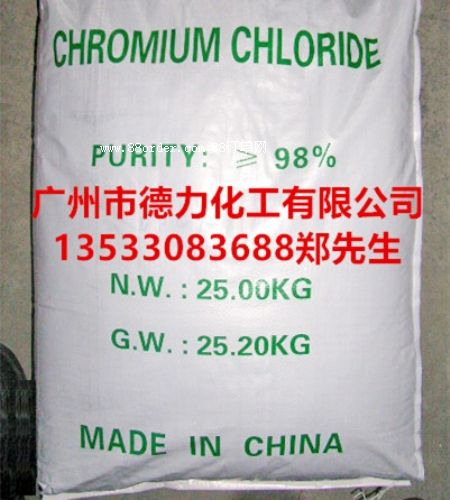 CHROMIUM CHLORIDE
PURITY: ≥ 98%
广州市德力化工有限公司
13533083688郑先生
N.W. : 25.00KG
G.W. : 25.20KG
MADE IN CHINA